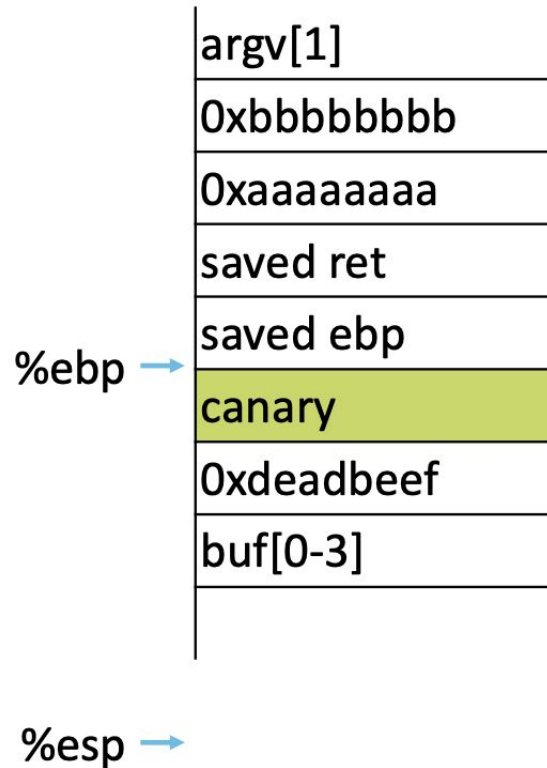 argv[1]
0xbbbbbbbb
0xaaaaaaaa
saved ret
saved ebp
%ebp
canary
0xdeadbeef
buf[0-3]
%esp